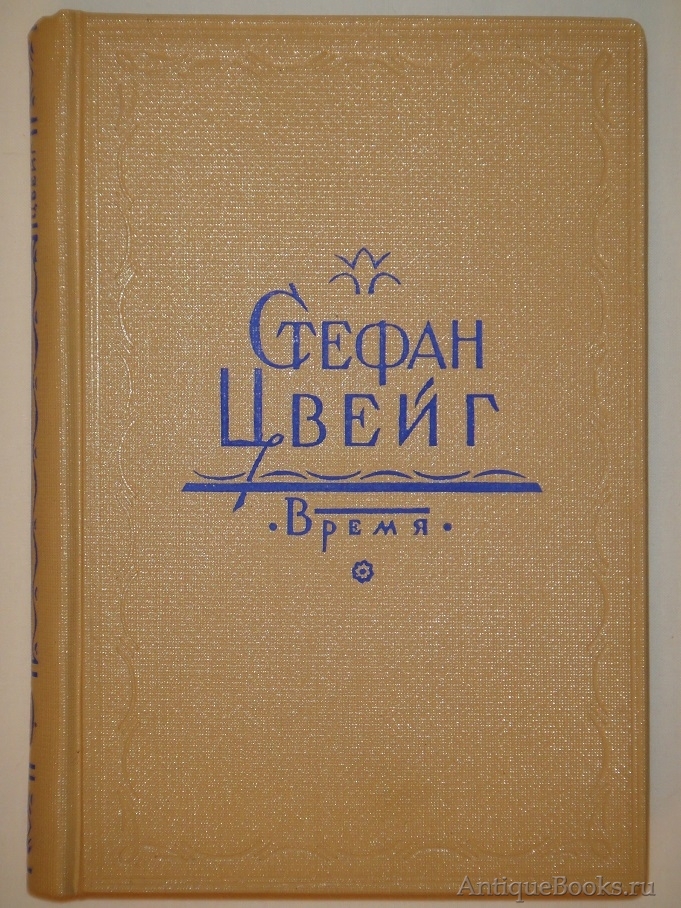 Стефан
Цвейг
·Время·
AntiqueBooks.ru